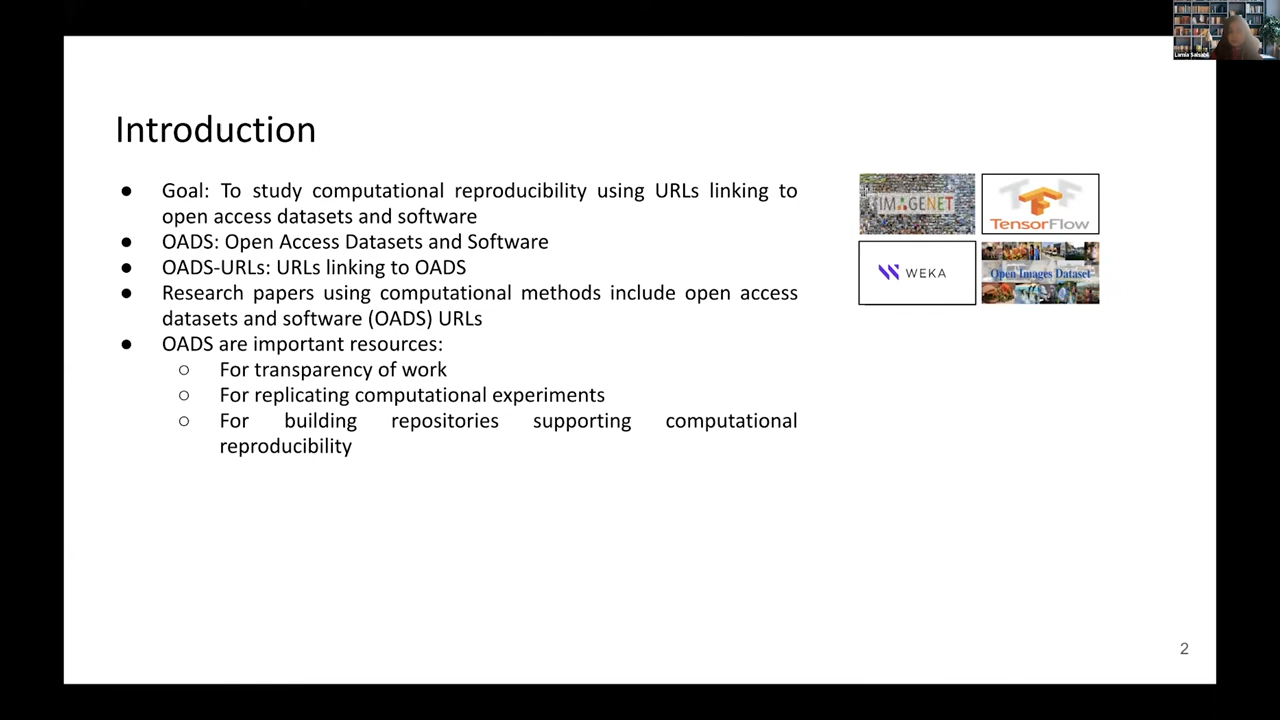 Introduction
● Goal: To study computational reproducibility using URLs linking to
open access datasets and software
● OADS: Open Access Datasets and Software
● OADS-URLs: URLs linking to OADS
● Research papers using computational methods include open access
datasets and software (OADS) URLs
● OADS are important resources:
○ For transparency of work
○ For replicating computational experiments
○ For building repositories supporting computational
reproducibility
IMAGENET
TensorFlow
WEKA
Open Images Dataset
2